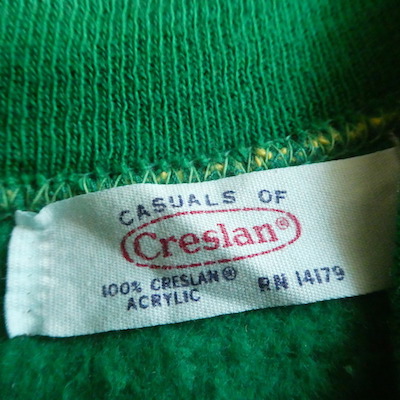 CASUALS OF
Creslan®
100% CRESLAN® RN 14179
ACRYLIC